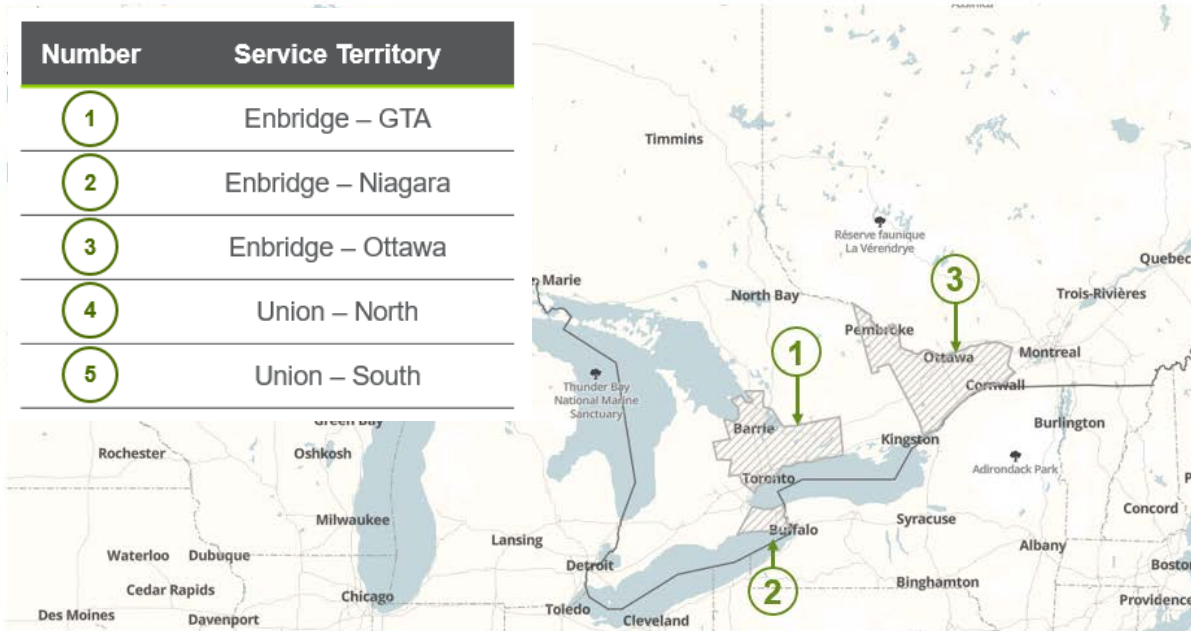 Number Service Territory
1 Enbridge – GTA
2 Enbridge – Niagara
3 Enbridge – Ottawa
4 Union – North
5 Union – South
Timmins
Réserve faunique
La Vérendrye
Quebec
Marie
North Bay
3
Trois-Rivières
Pembroke
1
Ottawa
Montreal
Thunder Bay
National Marine
Sanctuary
Cornwall
Green Bay
Barrie
Burlington
Rochester
Oshkosh
Kingston
Adirondack Park
Toronto
Concord
Milwaukee
Buffalo
Syracuse
Lansing
Albany
Waterloo
Dubuque
Detroit
Boston
Cedar Rapids
Chicago
2
Binghamton
Toledo
Providence
Des Moines
Davenport
Cleveland